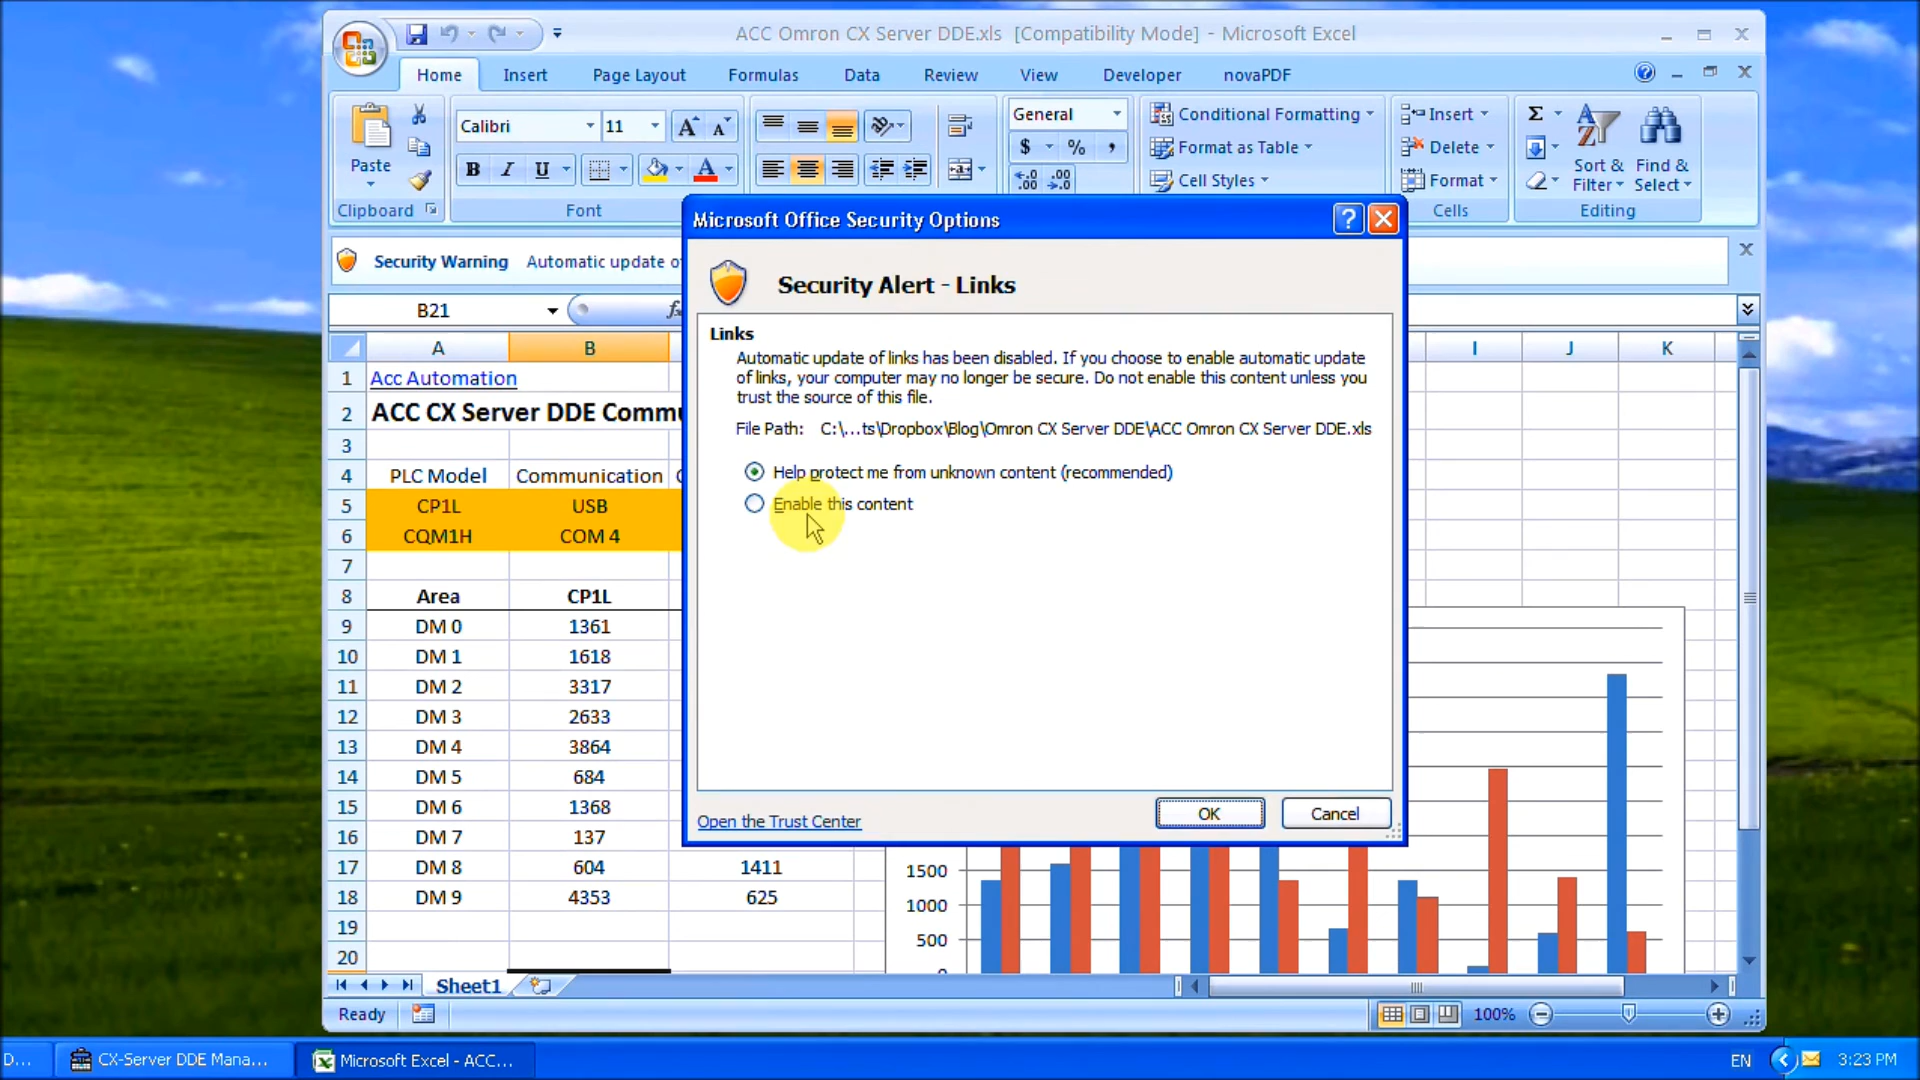 ACC Omron CX Server DDE.xls [Compatibility Mode] - Microsoft Excel
Home Insert Page Layout Formulas Data Review View Developer novaPDF
Calibri 11 General Conditional Formatting Insert Σ
Paste $ % , Format as Table Delete Sort & Filter Find & Select
B I U A Cell Styles Format
Clipboard Font Cells Editing
Microsoft Office Security Options
Security Warning Automatic update o
Security Alert - Links
B21 fx
Links
Automatic update of links has been disabled. If you choose to enable automatic update
of links, your computer may no longer be secure. Do not enable this content unless you
trust the source of this file.
File Path: C:\...ts\Dropbox\Blog\Omron CX Server DDE\ACC Omron CX Server DDE.xls
Help protect me from unknown content (recommended)
Enable this content
Open the Trust Center OK Cancel
A B I J K
1 Acc Automation
2 ACC CX Server DDE Commu
3
4 PLC Model Communication
5 CP1L USB
6 CQM1H COM 4
7
8 Area CP1L
9 DM 0 1361
10 DM 1 1618
11 DM 2 3317
12 DM 3 2633
13 DM 4 3864
14 DM 5 684
15 DM 6 1368
16 DM 7 137
17 DM 8 604 1411
18 DM 9 4353 625
19
20
1500
1000
500
Sheet1
Ready 100%
D... CX-Server DDE Mana... Microsoft Excel - ACC... EN 3:23 PM